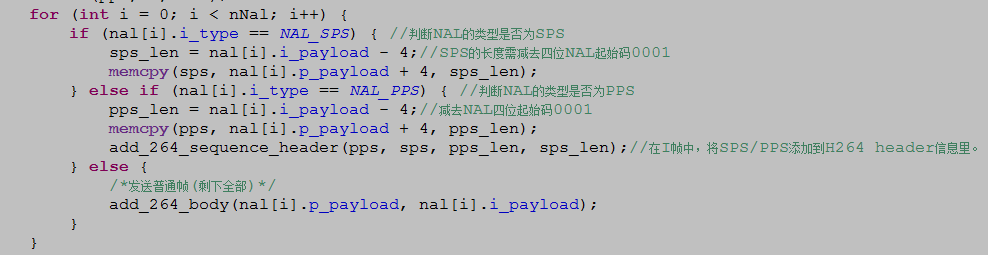 for (int i = 0; i < nNal; i++) {
if (nal[i].i_type == NAL_SPS) { //判断NAL的类型是否为SPS
sps_len = nal[i].i_payload - 4;//SPS的长度需减去四位NAL起始码0001
memcpy(sps, nal[i].p_payload + 4, sps_len);
} else if (nal[i].i_type == NAL_PPS) { //判断NAL的类型是否为PPS
pps_len = nal[i].i_payload - 4;//减去NAL四位起始码0001
memcpy(pps, nal[i].p_payload + 4, pps_len);
add_264_sequence_header(pps, sps, pps_len, sps_len);//在I帧中，将SPS/PPS添加到H264 header信息里。
} else {
/*发送普通帧(剩下全部)*/
add_264_body(nal[i].p_payload, nal[i].i_payload);
}
}